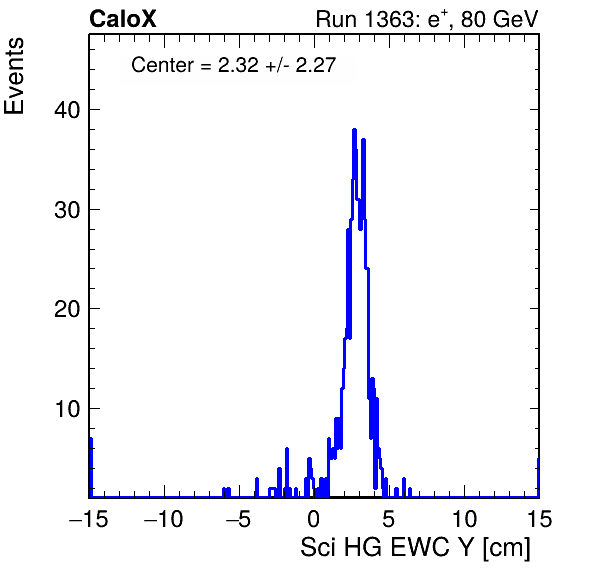 CaloX Run 1363: e⁺, 80 GeV
Events
Center = 2.32 +/- 2.27
40
30
20
10
−15 −10 −5 0 5 10 15
Sci HG EWC Y [cm]